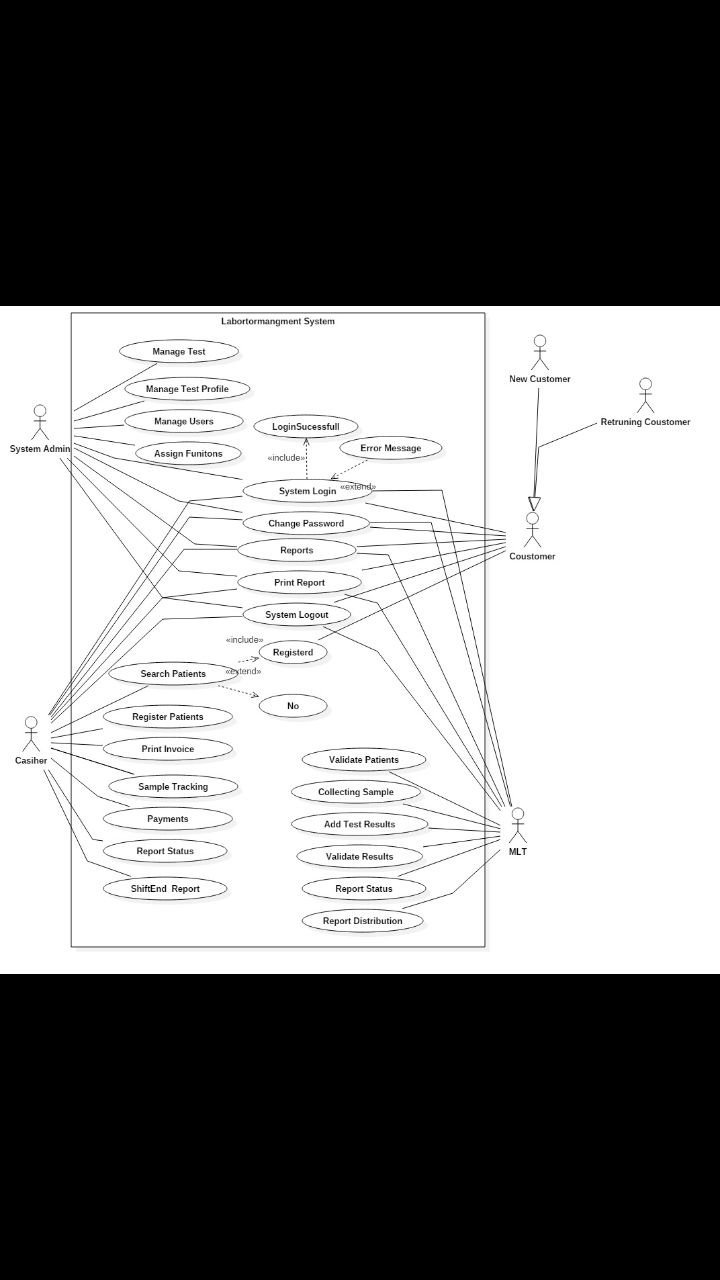 Labortormangment System
Manage Test
New Customer
Manage Test Profile
Retruning Coustomer
Manage Users
LoginSucessfull
System Admin
Assign Funitons
Error Message
«include»
«extend»
System Login
Change Password
Reports
Coustomer
Print Report
System Logout
«include»
Registerd
Search Patients
«extend»
No
Register Patients
Print Invoice
Casiher
Validate Patients
Sample Tracking
Collecting Sample
Payments
Add Test Results
Report Status
MLT
Validate Results
ShiftEnd Report
Report Status
Report Distribution